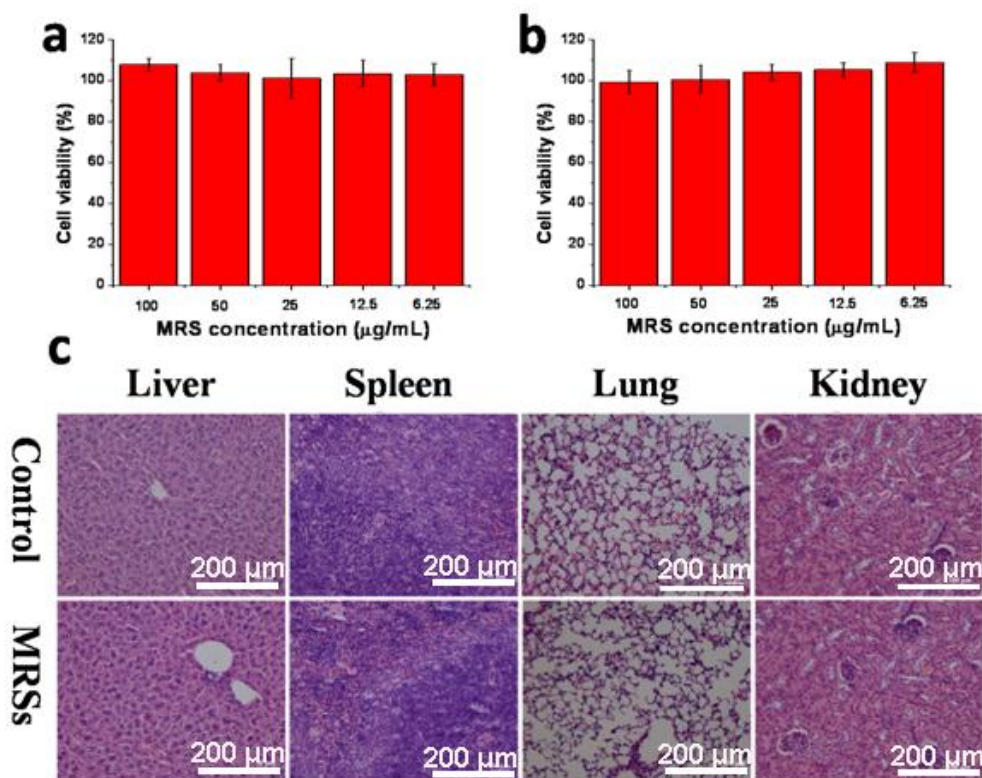 a
120
100
80
60
40
20
0
Cell viability (%)
100 50 25 12.5 6.25
MRS concentration (μg/mL)
b
120
100
80
60
40
20
0
Cell viability (%)
100 50 25 12.5 6.25
MRS concentration (μg/mL)
c
Liver Spleen Lung Kidney
Control
200 μm 200 μm 200 μm 200 μm
MRSs
200 μm 200 μm 200 μm 200 μm